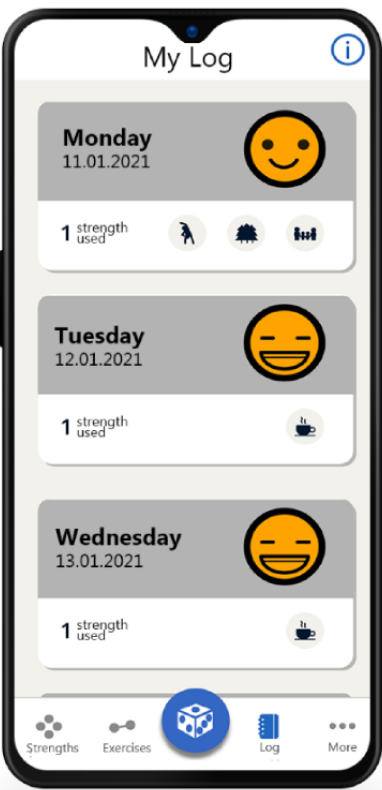 My Log
Monday
11.01.2021
1 strength used
Tuesday
12.01.2021
1 strength used
Wednesday
13.01.2021
1 strength used
Strengths
Exercises
Log
More